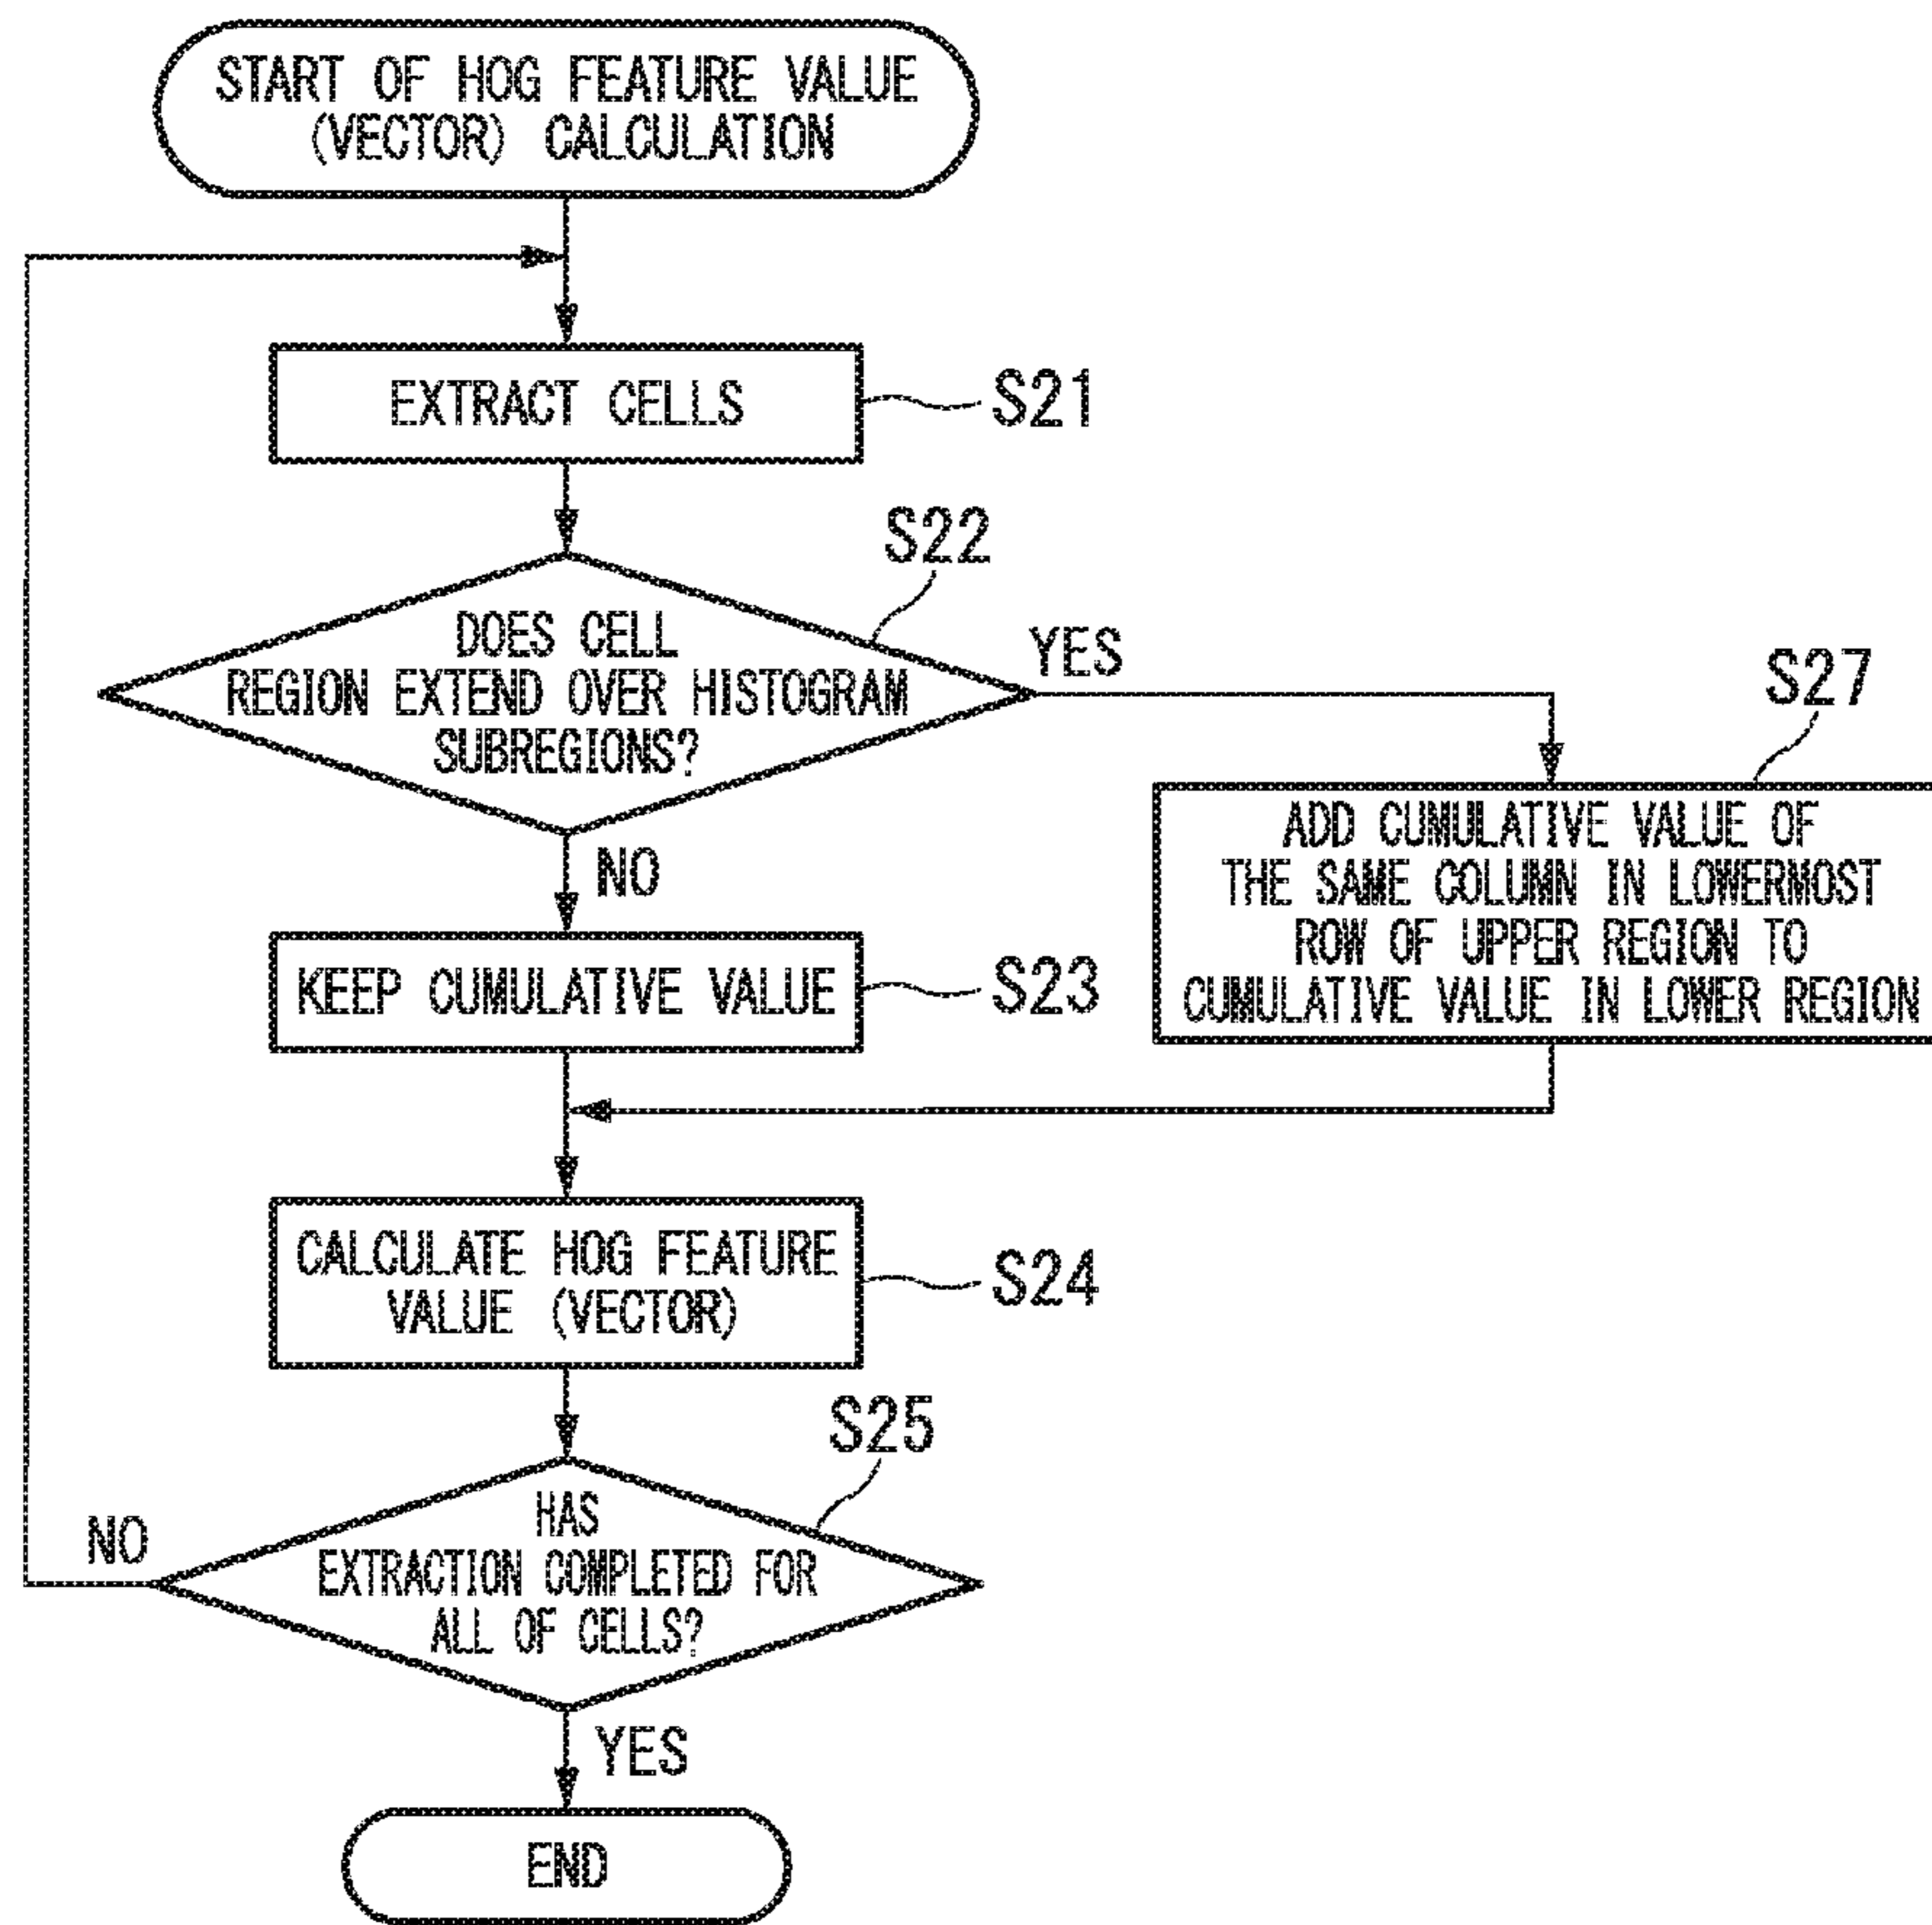 START OF HOG FEATURE VALUE
(VECTOR) CALCULATION
EXTRACT CELLS
S21
S22
DOES CELL
REGION EXTEND OVER HISTOGRAM
SUBREGIONS?
YES
S27
ADD CUMULATIVE VALUE OF
THE SAME COLUMN IN LOWERMOST
ROW OF UPPER REGION TO
CUMULATIVE VALUE IN LOWER REGION
NO
KEEP CUMULATIVE VALUE
S23
CALCULATE HOG FEATURE
VALUE (VECTOR)
S24
S25
HAS
EXTRACTION COMPLETED FOR
ALL OF CELLS?
NO
YES
END